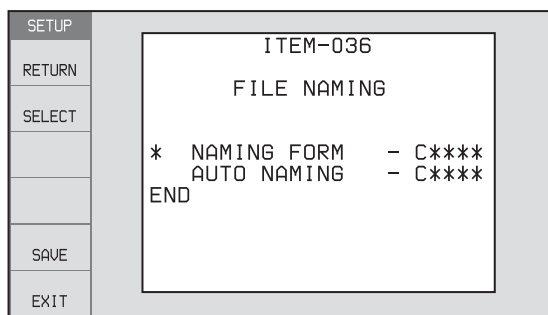 SETUP
RETURN
SELECT
SAVE
EXIT
ITEM-036
FILE NAMING
* NAMING FORM - C****
AUTO NAMING - C****
END